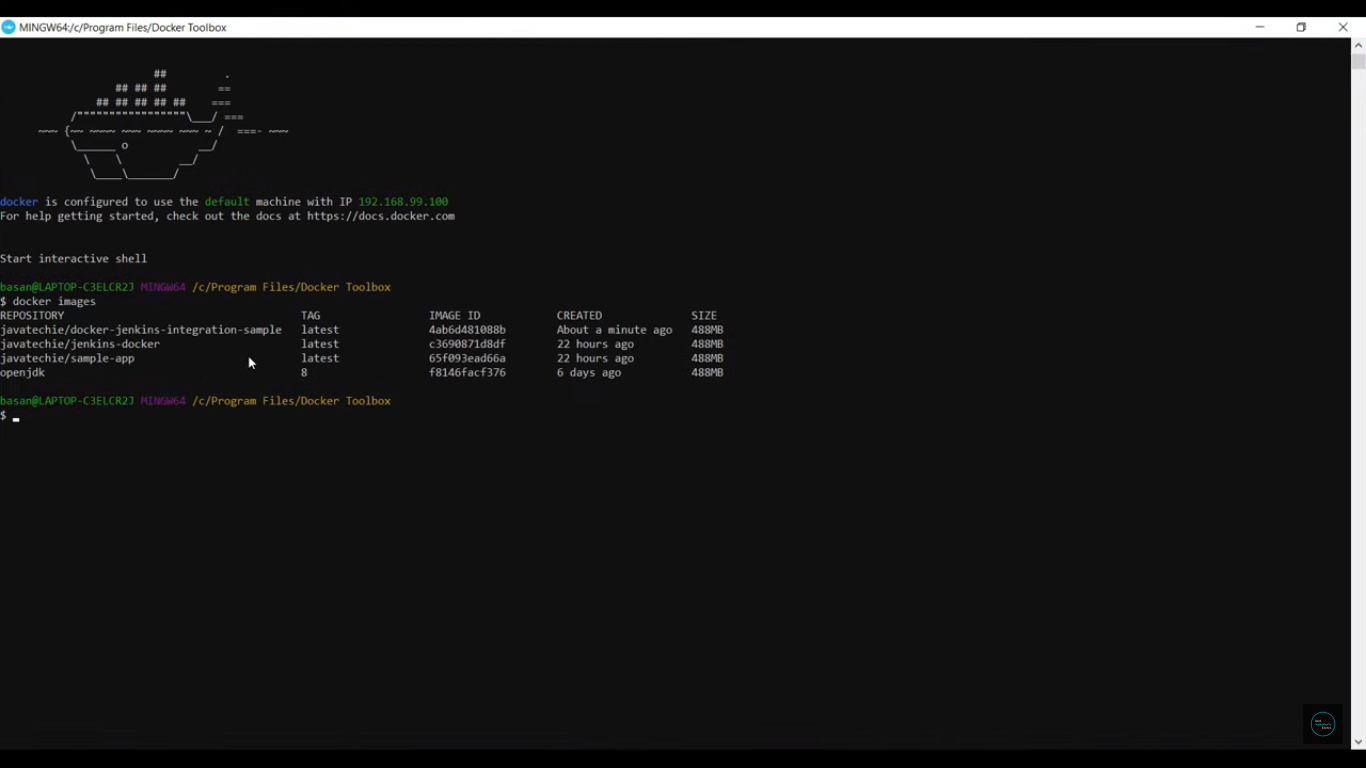 MINGW64:/c/Program Files/Docker Toolbox
docker is configured to use the default machine with IP 192.168.99.100
For help getting started, check out the docs at https://docs.docker.com
Start interactive shell
basan@LAPTOP-C3ELCR2J MINGW64 /c/Program Files/Docker Toolbox
$ docker images
REPOSITORY TAG IMAGE ID CREATED SIZE
javatechie/docker-jenkins-integration-sample latest 4ab6d481088b About a minute ago 488MB
javatechie/jenkins-docker latest c3690871d8df 22 hours ago 488MB
javatechie/sample-app latest 65f093ead66a 22 hours ago 488MB
openjdk 8 f8146facf376 6 days ago 488MB
basan@LAPTOP-C3ELCR2J MINGW64 /c/Program Files/Docker Toolbox
$